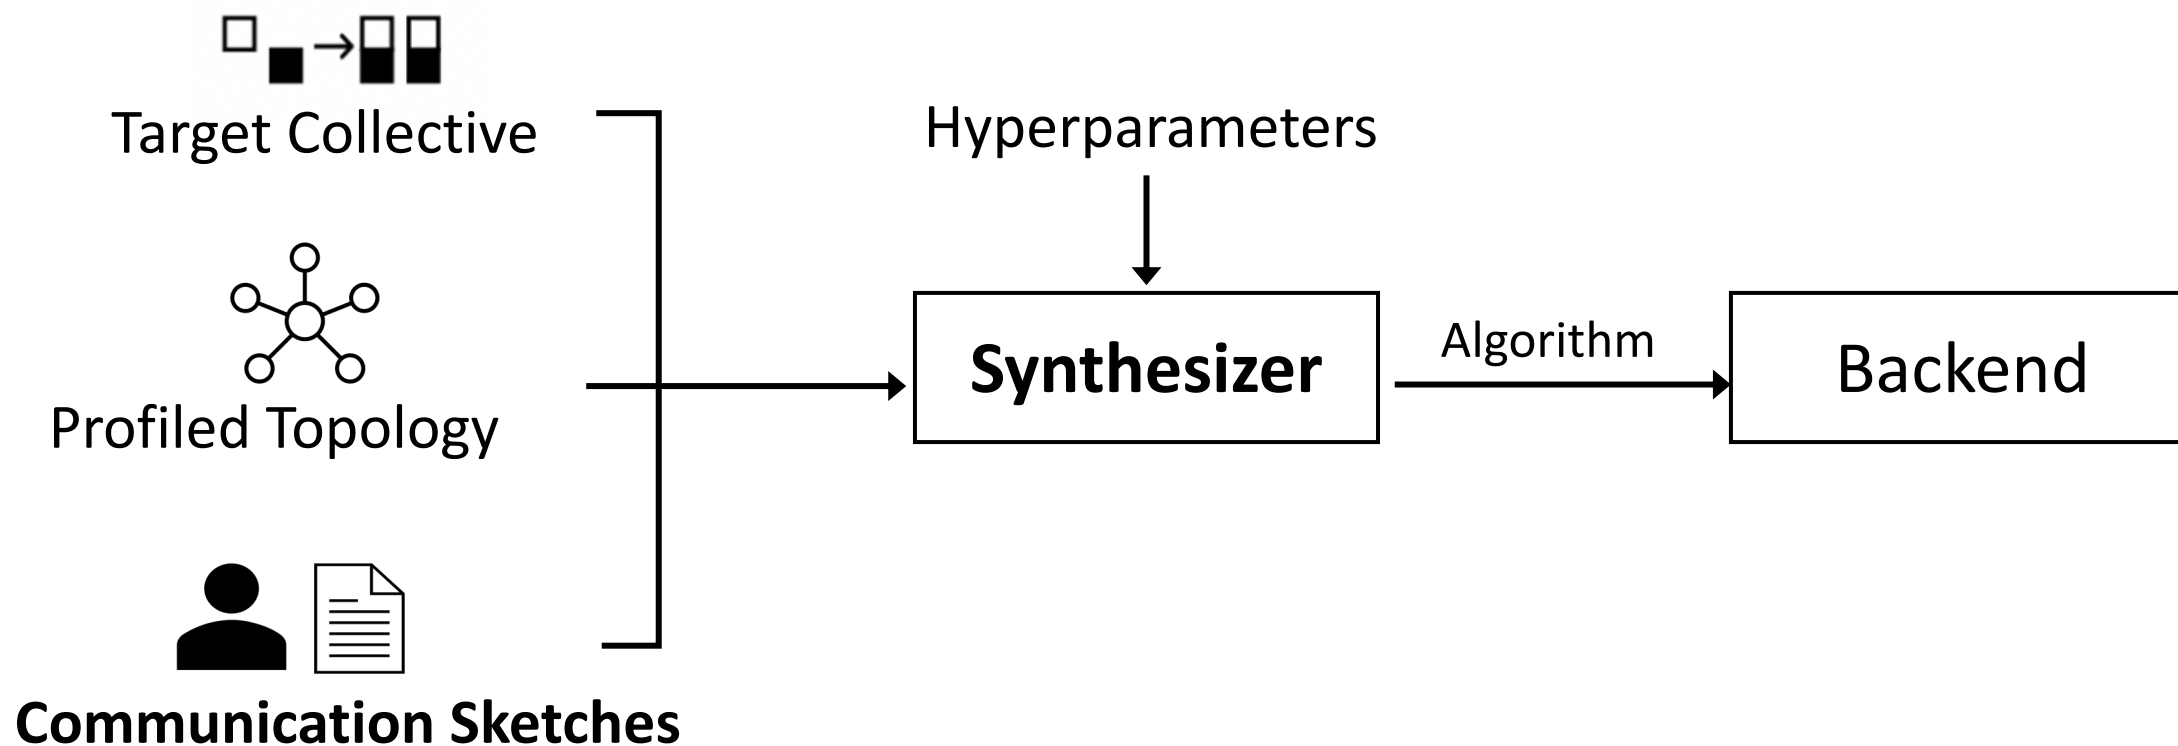 Target Collective
Hyperparameters
Profiled Topology
Synthesizer
Algorithm
Backend
Communication Sketches